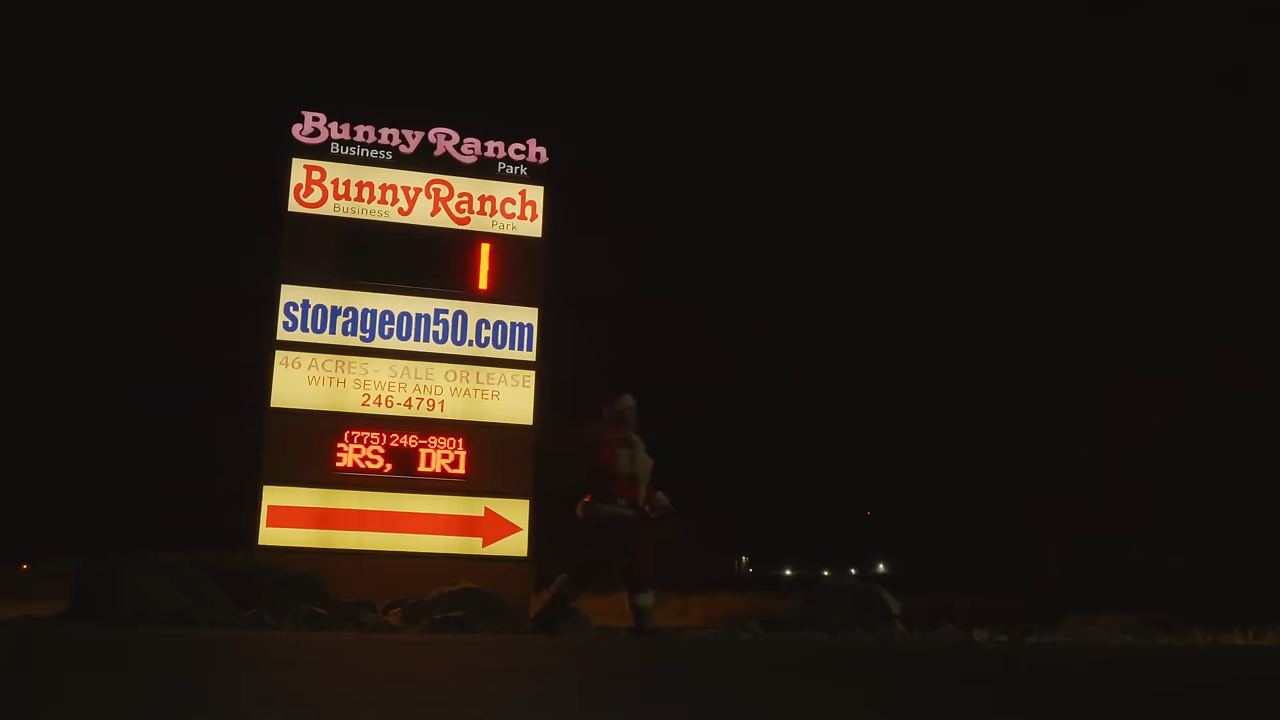 Bunny Ranch
Business Park
Bunny Ranch
Business Park
storageon50.com
46 ACRES - SALE OR LEASE
WITH SEWER AND WATER
246-4791
(775)246-9901
GRS, DRI